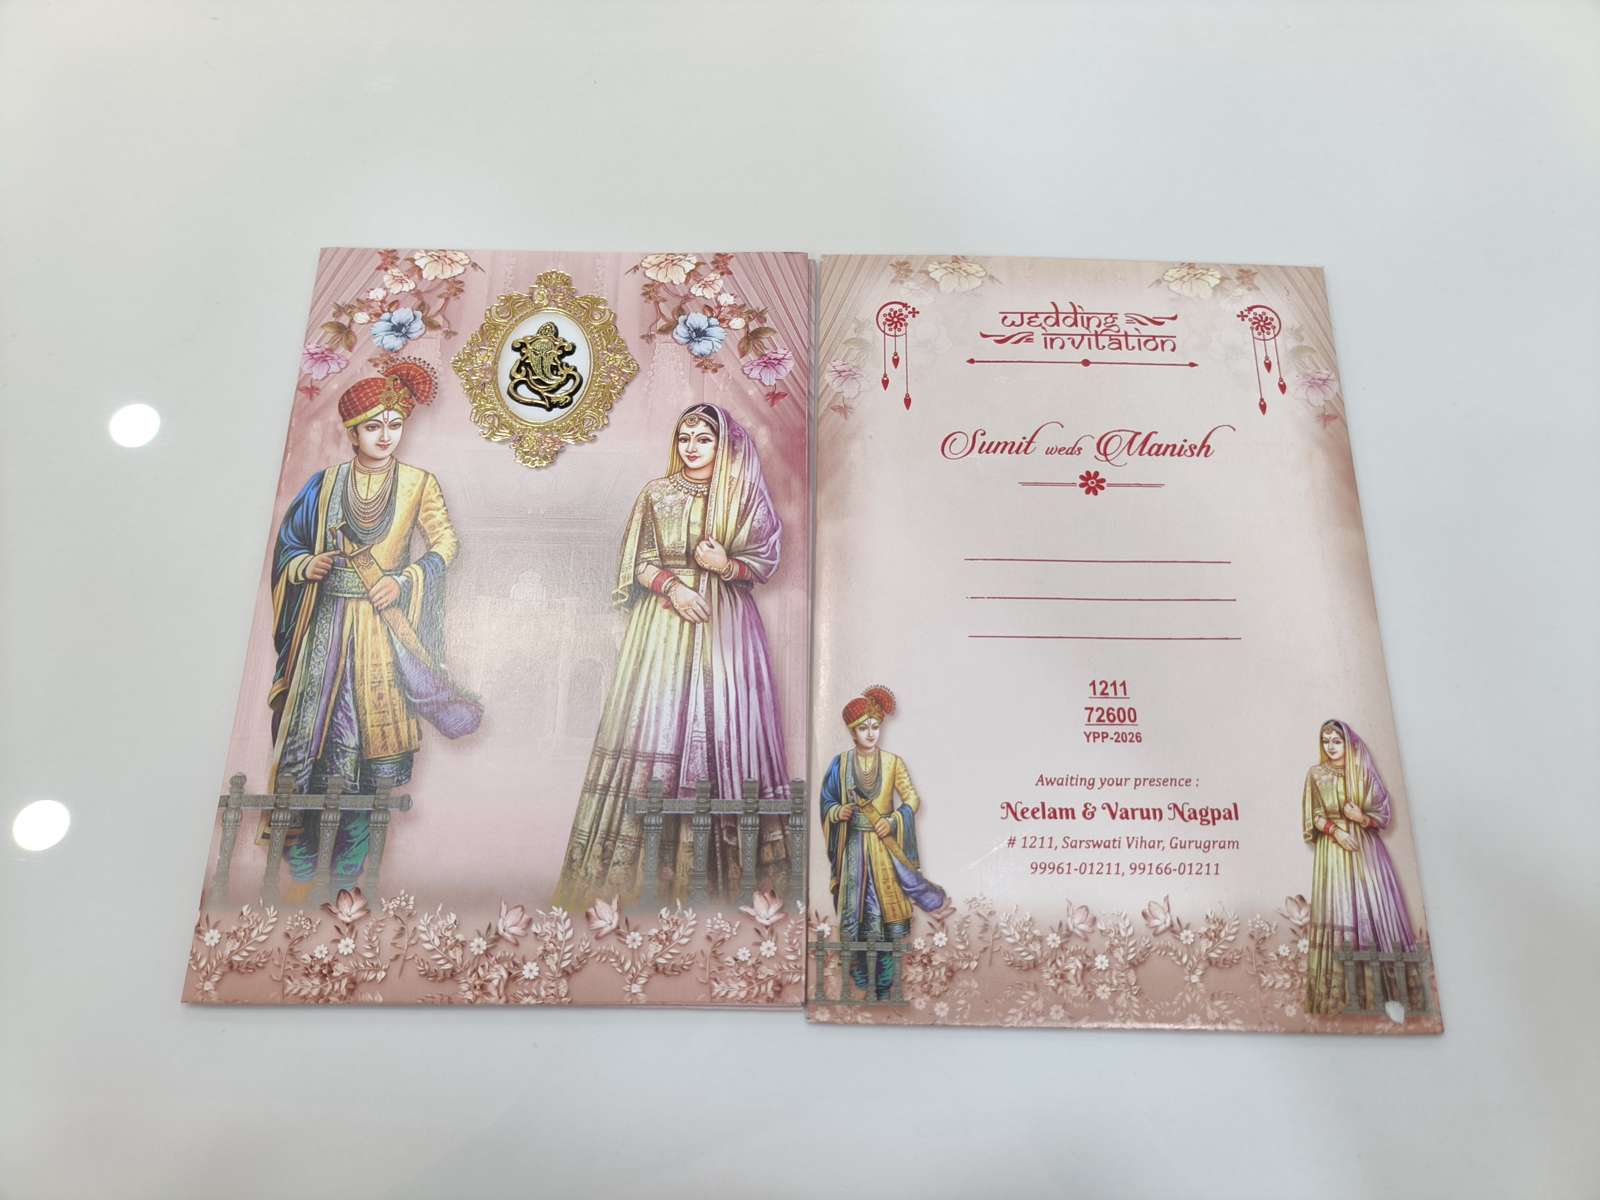 wedding
invitation
Sumit weds Manish
1211
72600
YPP-2026
Awaiting your presence :
Neelam & Varun Nagpal
# 1211, Sarswati Vihar, Gurugram
99961-01211, 99166-01211